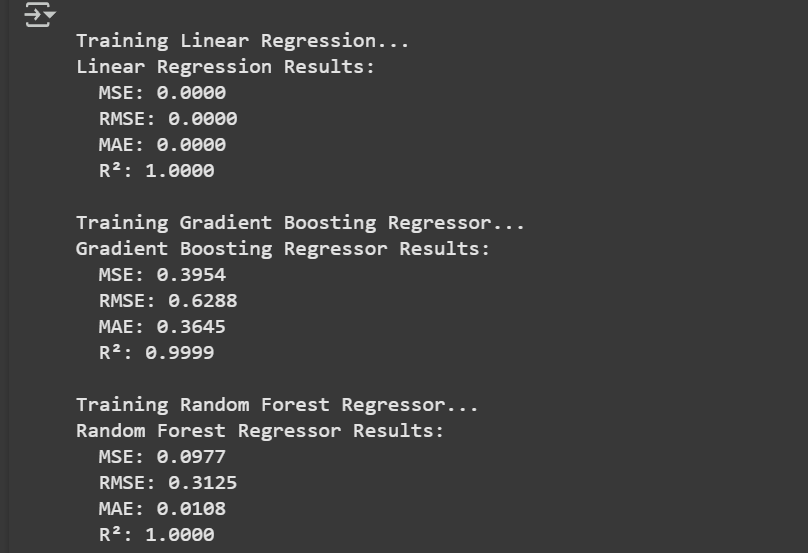 Training Linear Regression...
Linear Regression Results:
MSE: 0.0000
RMSE: 0.0000
MAE: 0.0000
R²: 1.0000
Training Gradient Boosting Regressor...
Gradient Boosting Regressor Results:
MSE: 0.3954
RMSE: 0.6288
MAE: 0.3645
R²: 0.9999
Training Random Forest Regressor...
Random Forest Regressor Results:
MSE: 0.0977
RMSE: 0.3125
MAE: 0.0108
R²: 1.0000